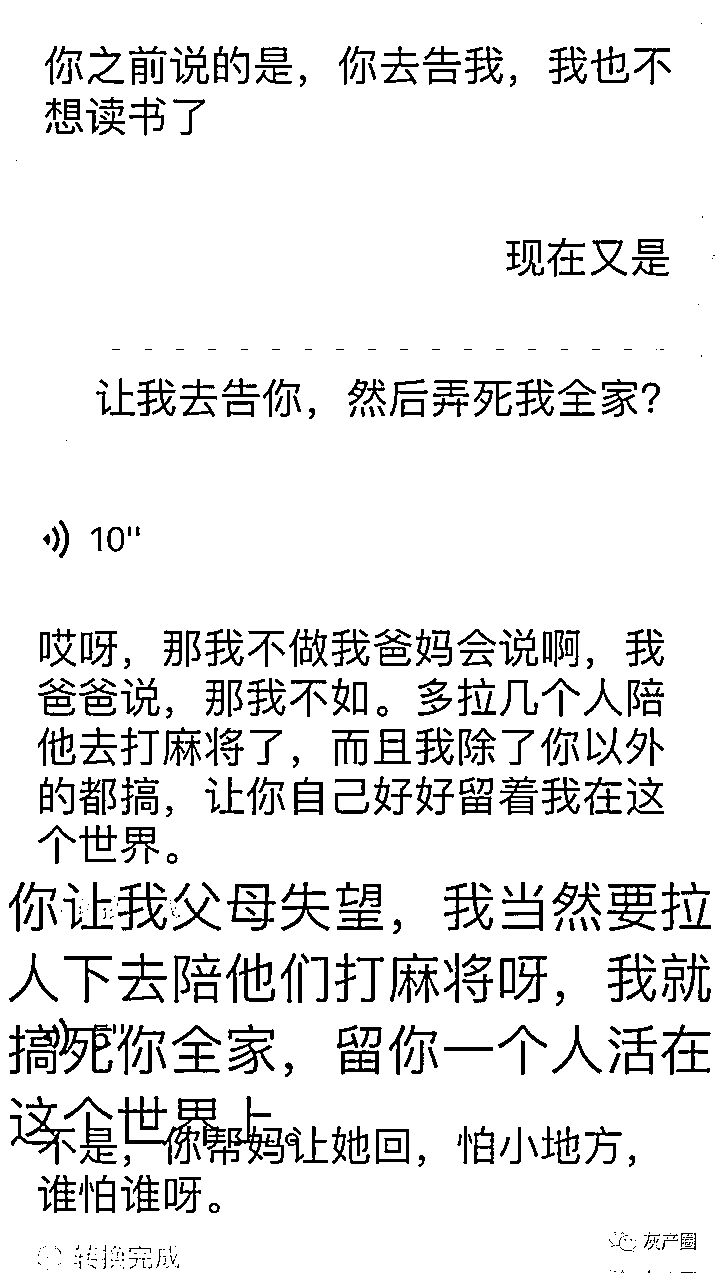 你之前说的是，你去告我，我也不
想读书了
现在又是
让我去告你，然后弄死我全家？
10"
哎呀，那我不做我爸妈会说啊，我
爸爸说，那我不如。多拉几个人陪
他去打麻将了，而且我除了你以外
的都搞，让你自己好好留着我在这
个世界。
你让我父母失望，我当然要拉
人下去陪他们打麻将呀，我就
搞死你全家，留你一个人活在
5"
这个世界上。
不是，你帮妈让她回，怕小地方，
谁怕谁呀。
转换完成
灰产圈